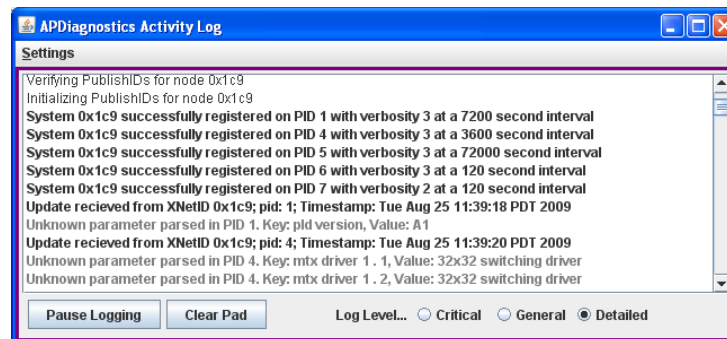 APDiagnostics Activity Log
Settings
Verifying PublishIDs for node 0x1c9
Initializing PublishIDs for node 0x1c9
System 0x1c9 successfully registered on PID 1 with verbosity 3 at a 7200 second interval
System 0x1c9 successfully registered on PID 4 with verbosity 3 at a 3600 second interval
System 0x1c9 successfully registered on PID 5 with verbosity 3 at a 72000 second interval
System 0x1c9 successfully registered on PID 6 with verbosity 3 at a 120 second interval
System 0x1c9 successfully registered on PID 7 with verbosity 2 at a 120 second interval
Update recieved from XNetID 0x1c9; pid: 1; Timestamp: Tue Aug 25 11:39:18 PDT 2009
Unknown parameter parsed in PID 1. Key: pld version, Value: A1
Update recieved from XNetID 0x1c9; pid: 4; Timestamp: Tue Aug 25 11:39:20 PDT 2009
Unknown parameter parsed in PID 4. Key: mtx driver 1 . 1, Value: 32x32 switching driver
Unknown parameter parsed in PID 4. Key: mtx driver 1 . 2, Value: 32x32 switching driver
Pause Logging Clear Pad Log Level... Critical General Detailed